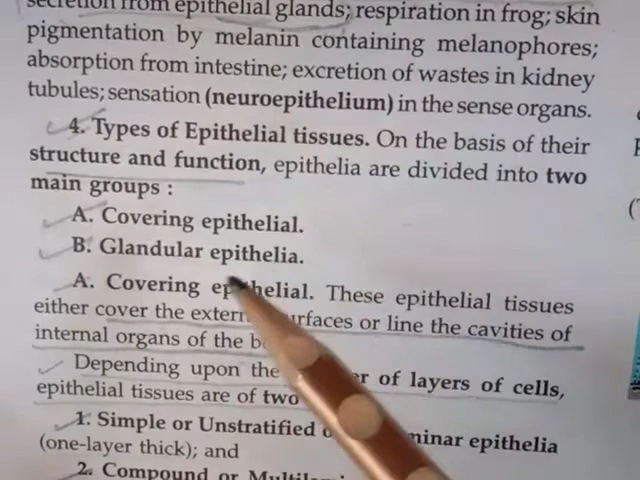 secretion from epithelial glands; respiration in frog; skin
pigmentation by melanin containing melanophores;
absorption from intestine; excretion of wastes in kidney
tubules; sensation (neuroepithelium) in the sense organs.
4. Types of Epithelial tissues. On the basis of their
structure and function, epithelia are divided into two
main groups :
A. Covering epithelial.
B. Glandular epithelia.
A. Covering epithelial. These epithelial tissues
either cover the extern urfaces or line the cavities of
internal organs of the b
Depending upon the er of layers of cells,
epithelial tissues are of two
1. Simple or Unstratified minar epithelia
(one-layer thick); and
2. Compound or